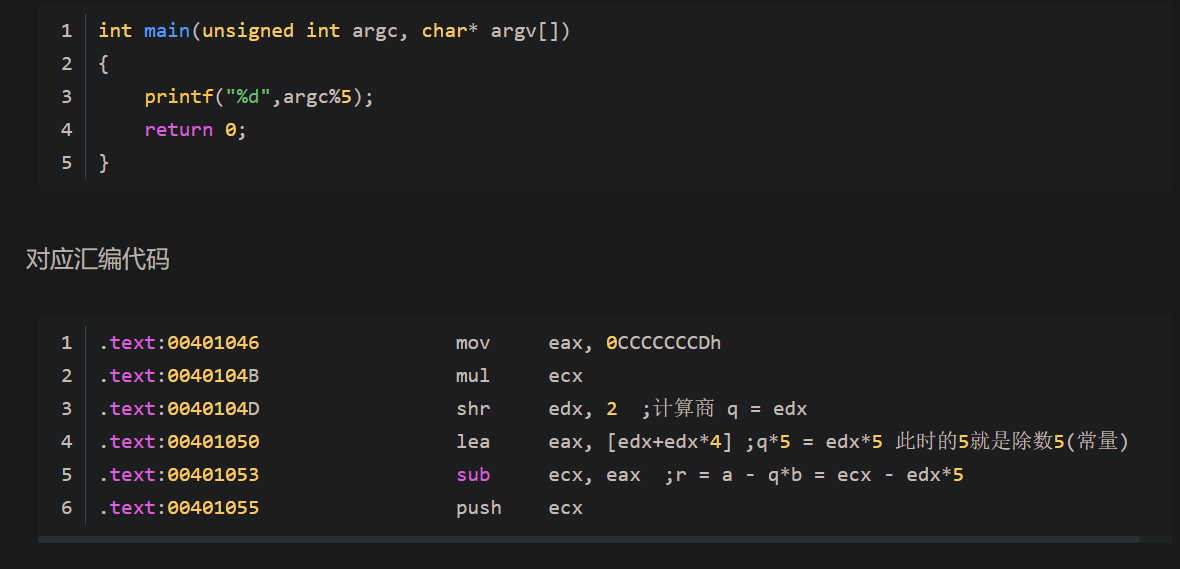 1 int main(unsigned int argc, char* argv[])
2 {
3 printf("%d",argc%5);
4 return 0;
5 }
对应汇编代码
1 .text:00401046 mov eax, 0CCCCCCCDh
2 .text:0040104B mul ecx
3 .text:0040104D shr edx, 2 ;计算商 q = edx
4 .text:00401050 lea eax, [edx+edx*4] ;q*5 = edx*5 此时的5就是除数5(常量)
5 .text:00401053 sub ecx, eax ;r = a - q*b = ecx - edx*5
6 .text:00401055 push ecx